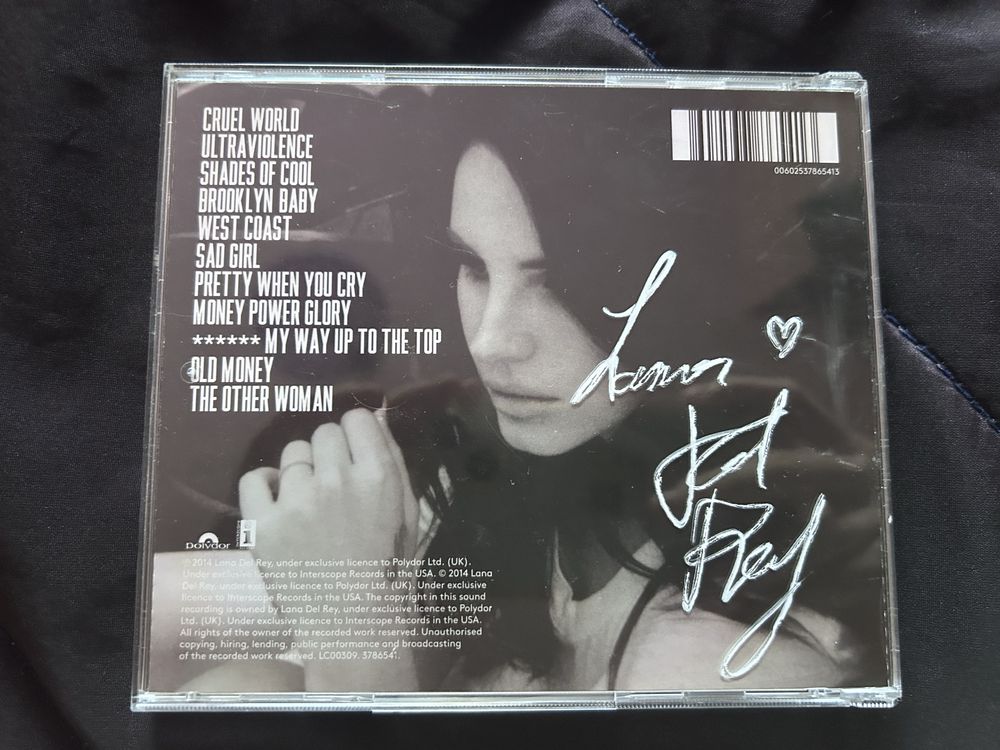 CRUEL WORLD
ULTRAVIOLENCE
SHADES OF COOL
BROOKLYN BABY
WEST COAST
SAD GIRL
PRETTY WHEN YOU CRY
MONEY POWER GLORY
****** MY WAY UP TO THE TOP
OLD MONEY
THE OTHER WOMAN
00602537865413
Lana
Del
Rey
Polydor
i
℗ 2014 Lana Del Rey, under exclusive licence to Polydor Ltd. (UK).
Under exclusive licence to Interscope Records in the USA. © 2014 Lana
Del Rey, under exclusive licence to Polydor Ltd. (UK). Under exclusive
licence to Interscope Records in the USA. The copyright in this sound
recording is owned by Lana Del Rey, under exclusive licence to Polydor
Ltd. (UK). Under exclusive licence to Interscope Records in the USA.
All rights of the owner of the recorded work reserved. Unauthorised
copying, hiring, lending, public performance and broadcasting
of the recorded work reserved. LC00309. 3786541.